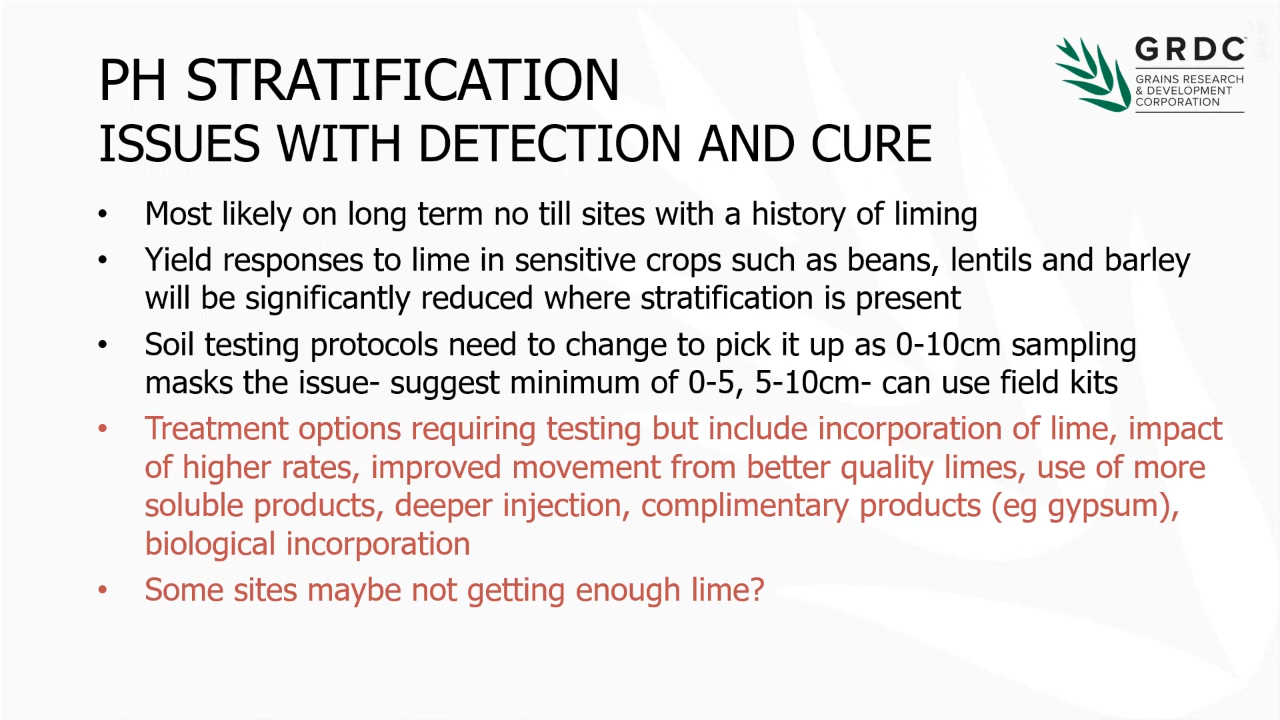 PH STRATIFICATION
ISSUES WITH DETECTION AND CURE
GRDC™
GRAINS RESEARCH
& DEVELOPMENT
CORPORATION
• Most likely on long term no till sites with a history of liming
• Yield responses to lime in sensitive crops such as beans, lentils and barley
will be significantly reduced where stratification is present
• Soil testing protocols need to change to pick it up as 0-10cm sampling
masks the issue- suggest minimum of 0-5, 5-10cm- can use field kits
• Treatment options requiring testing but include incorporation of lime, impact
of higher rates, improved movement from better quality limes, use of more
soluble products, deeper injection, complimentary products (eg gypsum),
biological incorporation
• Some sites maybe not getting enough lime?